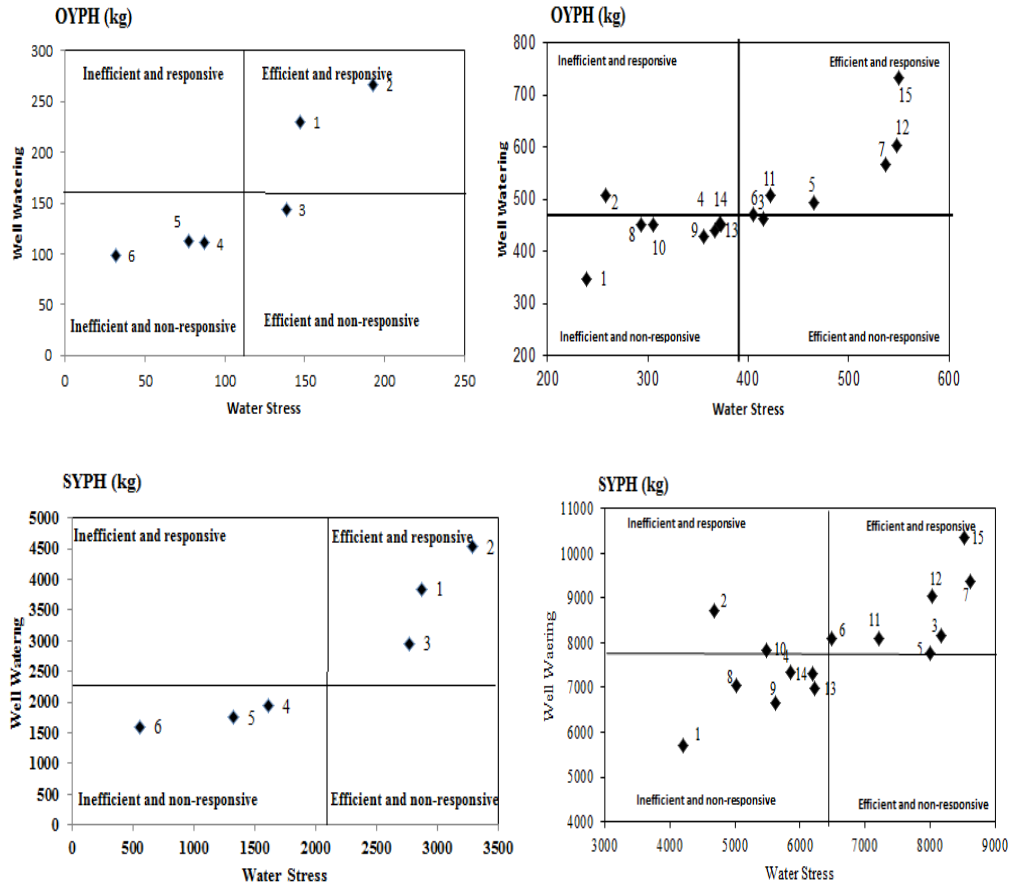 OYPH (kg)
300
250
200
150
100
50
0
Well Watering
Inefficient and responsive
Efficient and responsive
2
1
3
5
4
6
Inefficient and non-responsive
Efficient and non-responsive
0 50 100 150 200 250
Water Stress
OYPH (kg)
800
700
600
500
400
300
200
Well Watering
Inefficient and responsive
Efficient and responsive
15
12
7
2
4 14
6
3
11
5
8
10
9
13
1
Inefficient and non-responsive
Efficient and non-responsive
200 300 400 500 600
Water Stress
SYPH (kg)
5000
4500
4000
3500
3000
2500
2000
1500
1000
500
0
Well Waterng
Inefficient and responsive
Efficient and responsive
2
1
3
4
5
6
Inefficient and non-responsive
Efficient and non-responsive
0 500 1000 1500 2000 2500 3000 3500
Water Stress
SYPH (kg)
11000
10000
9000
8000
7000
6000
5000
4000
Well Waering
Inefficient and responsive
Efficient and responsive
15
12
7
2
6
11
3
5
10
4
8
14
9
13
1
Inefficient and non-responsive
Efficient and non-responsive
3000 4000 5000 6000 7000 8000 9000
Water Stress